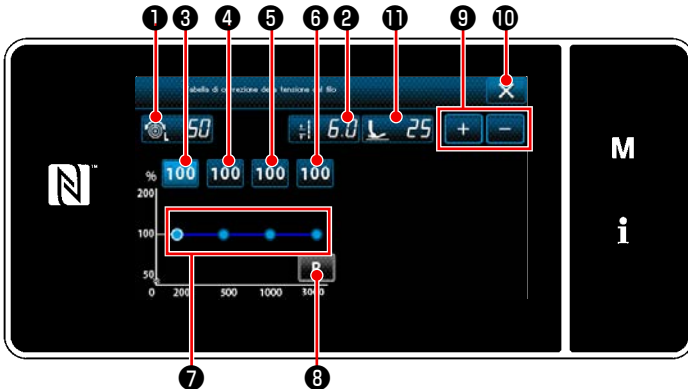 ❶ ❸ ❹ ❺ ❻ ❷ ⓫ ❾ ❿
Tabella di correzione della tensione del filo X
L 50 6.0 25 + −
M
% 100 100 100 100
N
200
i
100
50
R
0 200 500 1000 3000
❼ ❽